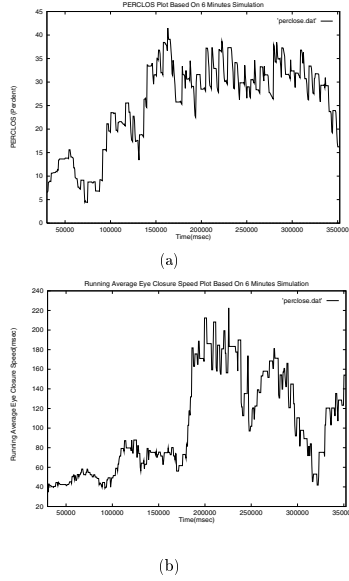 PERCLOS Plot Based On 6 Minutes Simulation
'perclose.dat'
45
40
35
30
25
20
15
10
5
0
PERCLOS (Percent)
50000 100000 150000 200000 250000 300000 350000
Time(msec)
(a)
Running Average Eye Closure Speed Plot Based On 6 Minutes Simulation
'perclose.dat'
240
220
200
180
160
140
120
100
80
60
40
20
Running Average Eye Closure Speed(msec)
50000 100000 150000 200000 250000 300000 350000
Time(msec)
(b)